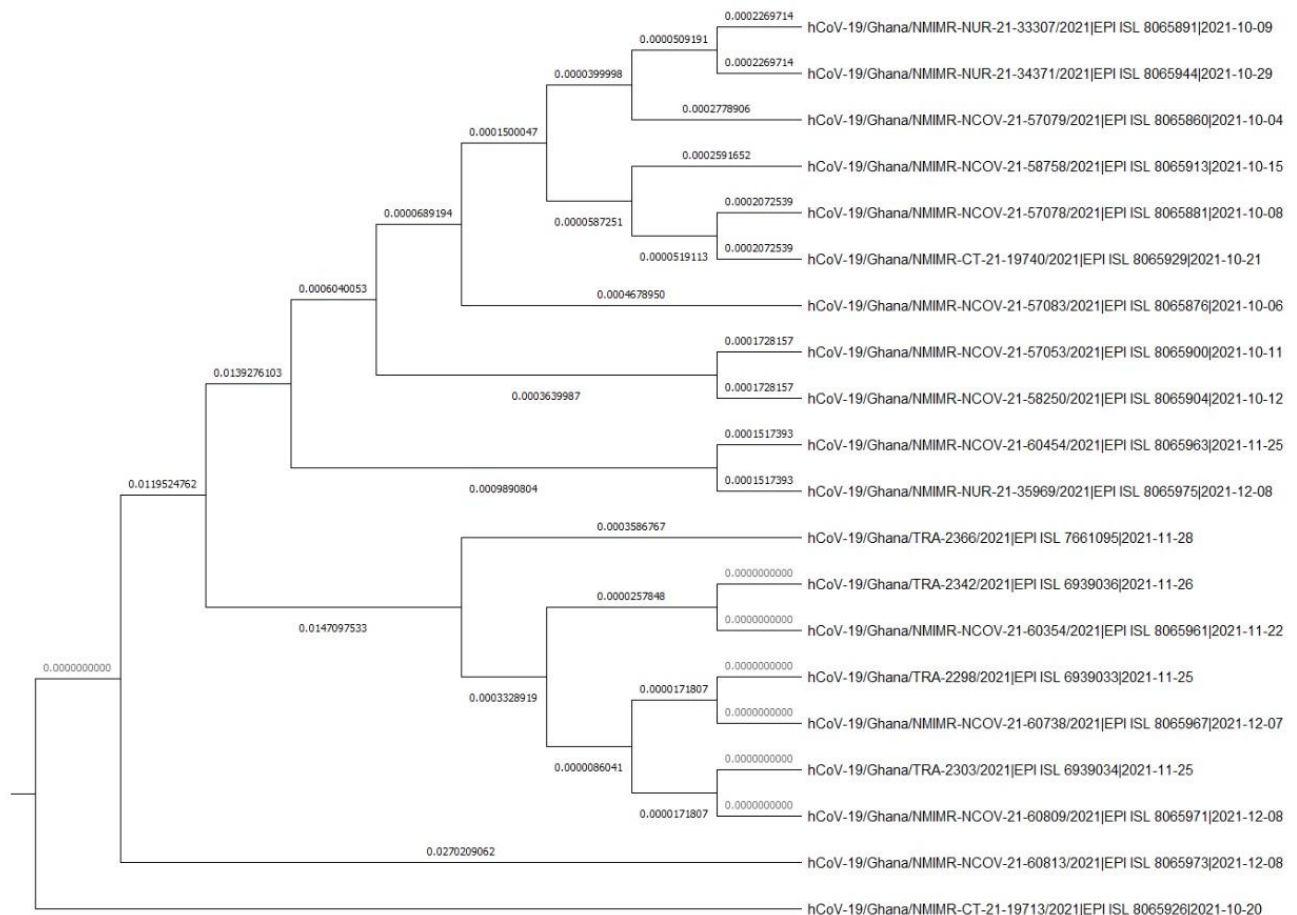 0.0002269714
hCoV-19/Ghana/NMIMR-NUR-21-33307/2021|EPI ISL 8065891|2021-10-09
0.0000509191
0.0002269714
hCoV-19/Ghana/NMIMR-NUR-21-34371/2021|EPI ISL 8065944|2021-10-29
0.0000399998
0.0002778906
hCoV-19/Ghana/NMIMR-NCOV-21-57079/2021|EPI ISL 8065860|2021-10-04
0.0001500047
0.0002591652
hCoV-19/Ghana/NMIMR-NCOV-21-58758/2021|EPI ISL 8065913|2021-10-15
0.0000587251
0.0002072539
hCoV-19/Ghana/NMIMR-NCOV-21-57078/2021|EPI ISL 8065881|2021-10-08
0.0000689194
0.0000519113
0.0002072539
hCoV-19/Ghana/NMIMR-CT-21-19740/2021|EPI ISL 8065929|2021-10-21
0.0006040053
0.0004678950
hCoV-19/Ghana/NMIMR-NCOV-21-57083/2021|EPI ISL 8065876|2021-10-06
0.0001728157
hCoV-19/Ghana/NMIMR-NCOV-21-57053/2021|EPI ISL 8065900|2021-10-11
0.0139276103
0.0003639987
0.0001728157
hCoV-19/Ghana/NMIMR-NCOV-21-58250/2021|EPI ISL 8065904|2021-10-12
0.0001517393
hCoV-19/Ghana/NMIMR-NCOV-21-60454/2021|EPI ISL 8065963|2021-11-25
0.0119524762
0.0009890804
0.0001517393
hCoV-19/Ghana/NMIMR-NUR-21-35969/2021|EPI ISL 8065975|2021-12-08
0.0003586767
hCoV-19/Ghana/TRA-2366/2021|EPI ISL 7661095|2021-11-28
0.0000000000
hCoV-19/Ghana/TRA-2342/2021|EPI ISL 6939036|2021-11-26
0.0000257848
0.0147097533
0.0000000000
hCoV-19/Ghana/NMIMR-NCOV-21-60354/2021|EPI ISL 8065961|2021-11-22
0.0000000000
0.0000000000
hCoV-19/Ghana/TRA-2298/2021|EPI ISL 6939033|2021-11-25
0.0003328919
0.0000171807
0.0000000000
hCoV-19/Ghana/NMIMR-NCOV-21-60738/2021|EPI ISL 8065967|2021-12-07
0.0000086041
0.0000000000
hCoV-19/Ghana/TRA-2303/2021|EPI ISL 6939034|2021-11-25
0.0000171807
0.0000000000
hCoV-19/Ghana/NMIMR-NCOV-21-60809/2021|EPI ISL 8065971|2021-12-08
0.0270209062
hCoV-19/Ghana/NMIMR-NCOV-21-60813/2021|EPI ISL 8065973|2021-12-08
hCoV-19/Ghana/NMIMR-CT-21-19713/2021|EPI ISL 8065926|2021-10-20